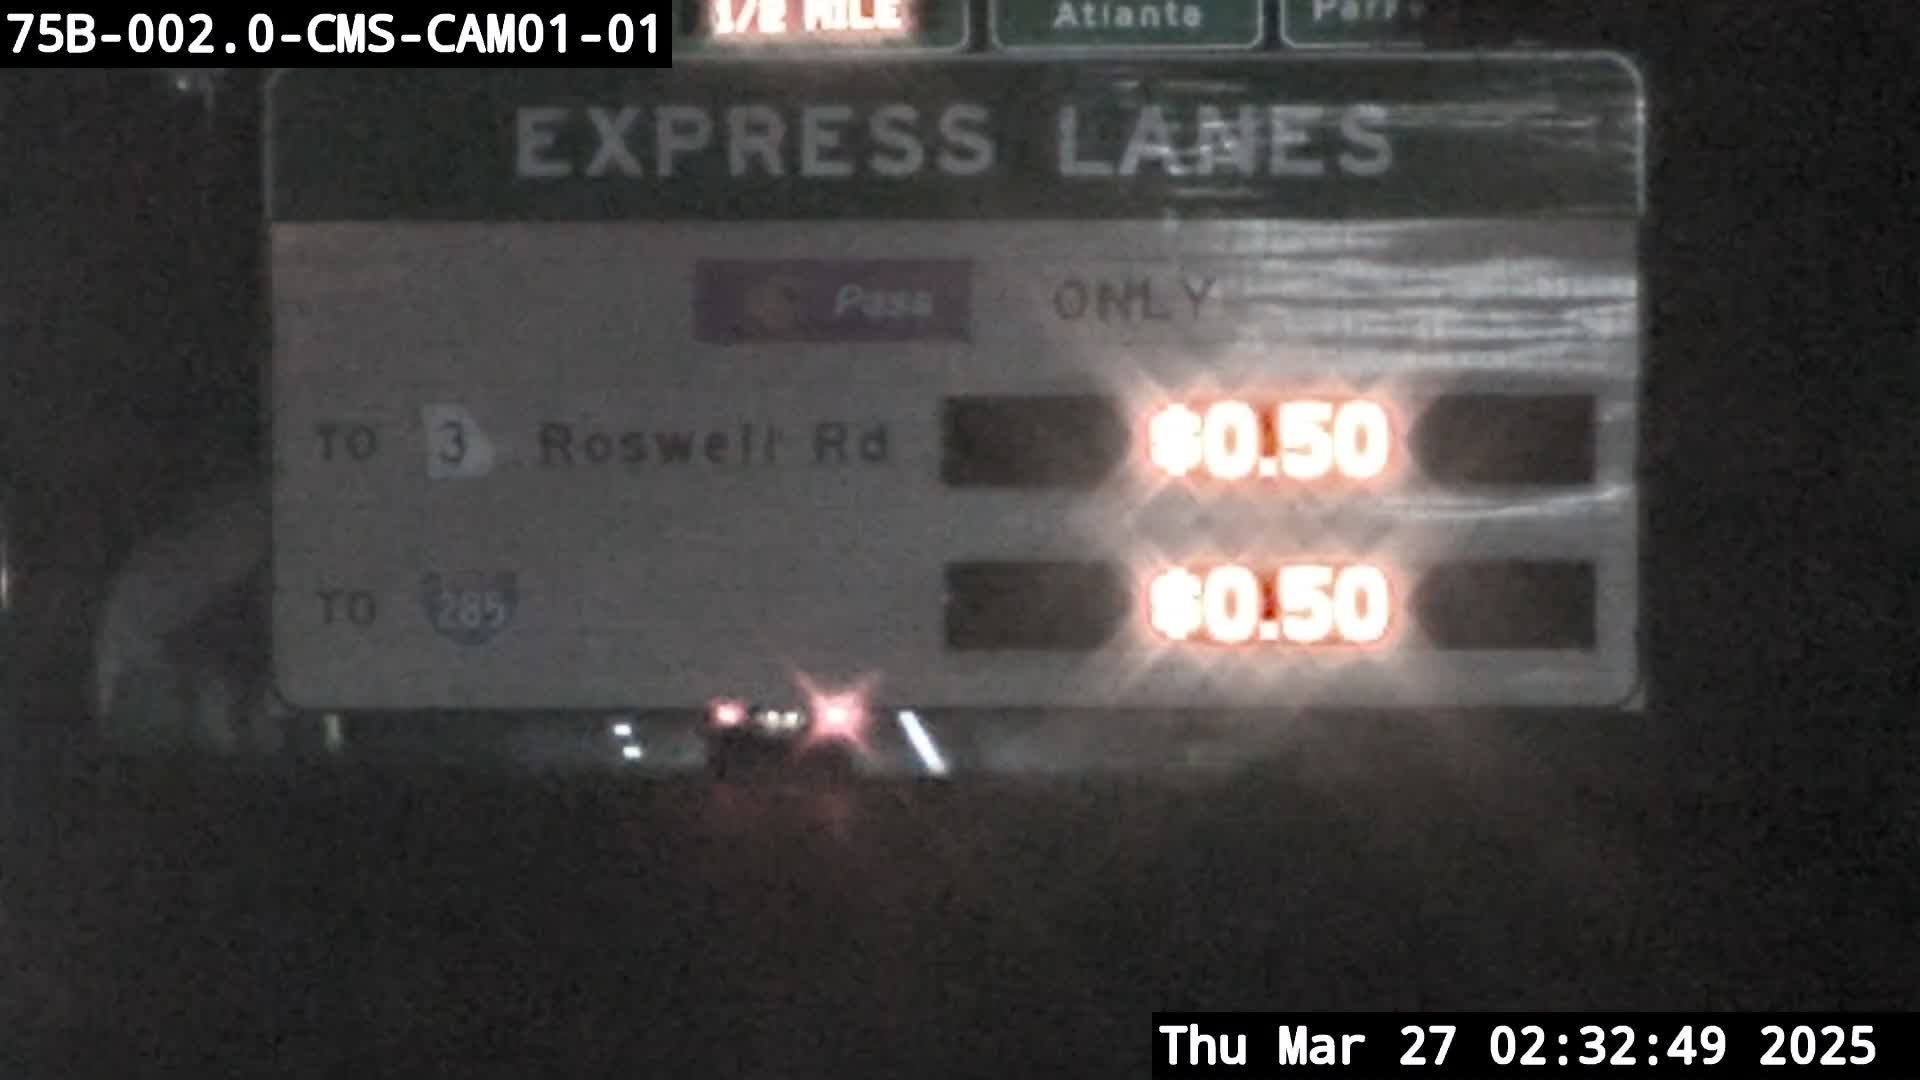 75B-002.0-CMS-CAM01-01
1/2 MILE
Atlanta
EXPRESS LANES
Pass ONLY
TO 3 Roswell Rd $0.50
TO 285 $0.50
Thu Mar 27 02:32:49 2025